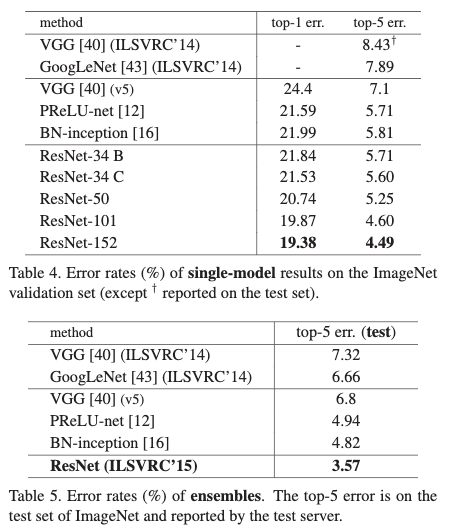 method top-1 err. top-5 err.
VGG [40] (ILSVRC’14) - 8.43†
GoogLeNet [43] (ILSVRC’14) - 7.89
VGG [40] (v5) 24.4 7.1
PReLU-net [12] 21.59 5.71
BN-inception [16] 21.99 5.81
ResNet-34 B 21.84 5.71
ResNet-34 C 21.53 5.60
ResNet-50 20.74 5.25
ResNet-101 19.87 4.60
ResNet-152 19.38 4.49
Table 4. Error rates (%) of single-model results on the ImageNet
validation set (except † reported on the test set).
method top-5 err. (test)
VGG [40] (ILSVRC’14) 7.32
GoogLeNet [43] (ILSVRC’14) 6.66
VGG [40] (v5) 6.8
PReLU-net [12] 4.94
BN-inception [16] 4.82
ResNet (ILSVRC’15) 3.57
Table 5. Error rates (%) of ensembles. The top-5 error is on the
test set of ImageNet and reported by the test server.